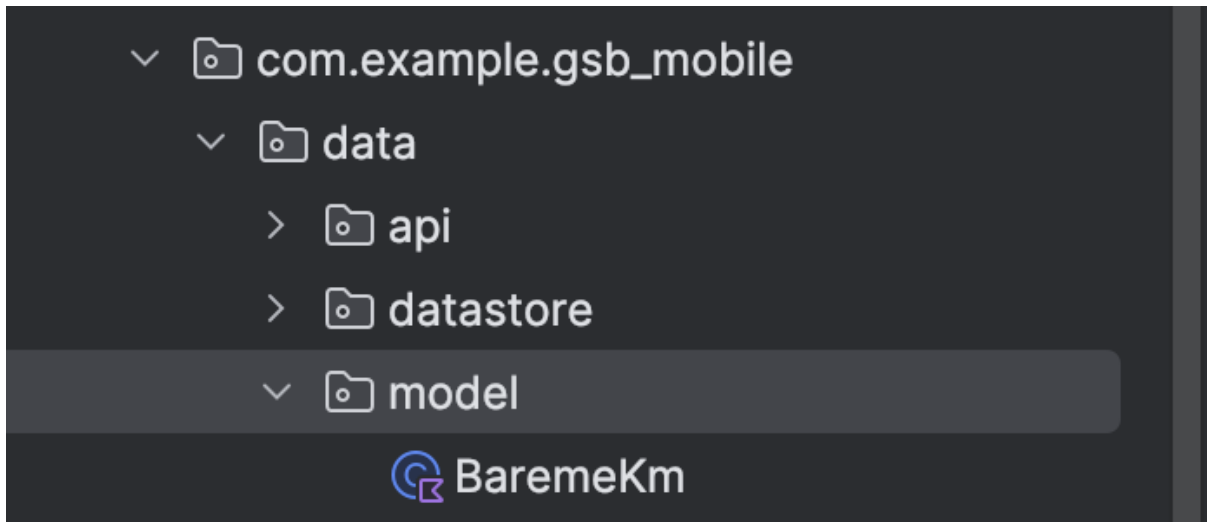 com.example.gsb_mobile
data
api
datastore
model
BaremeKm